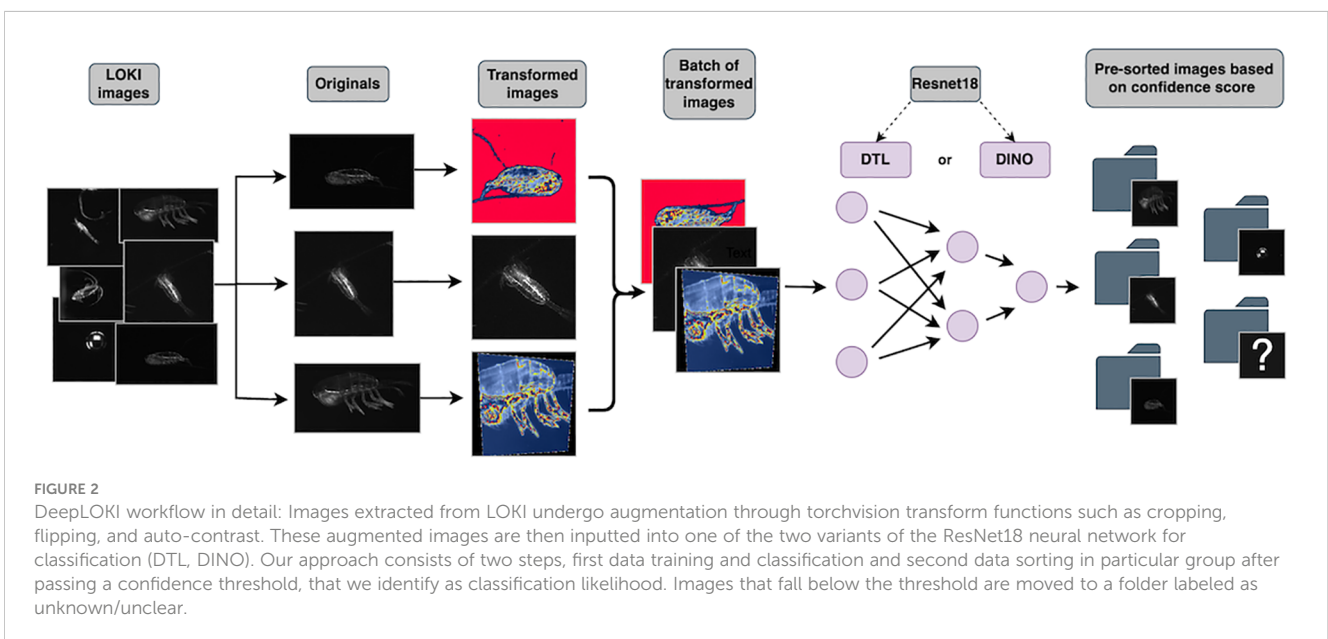 LOKI
images
Originals
Transformed
images
Batch of
transformed
images
Resnet18
Pre-sorted images based
on confidence score
DTL
or
DINO
Text
?
FIGURE 2
DeepLOKI workflow in detail: Images extracted from LOKI undergo augmentation through torchvision transform functions such as cropping,
flipping, and auto-contrast. These augmented images are then inputted into one of the two variants of the ResNet18 neural network for
classification (DTL, DINO). Our approach consists of two steps, first data training and classification and second data sorting in particular group after
passing a confidence threshold, that we identify as classification likelihood. Images that fall below the threshold are moved to a folder labeled as
unknown/unclear.